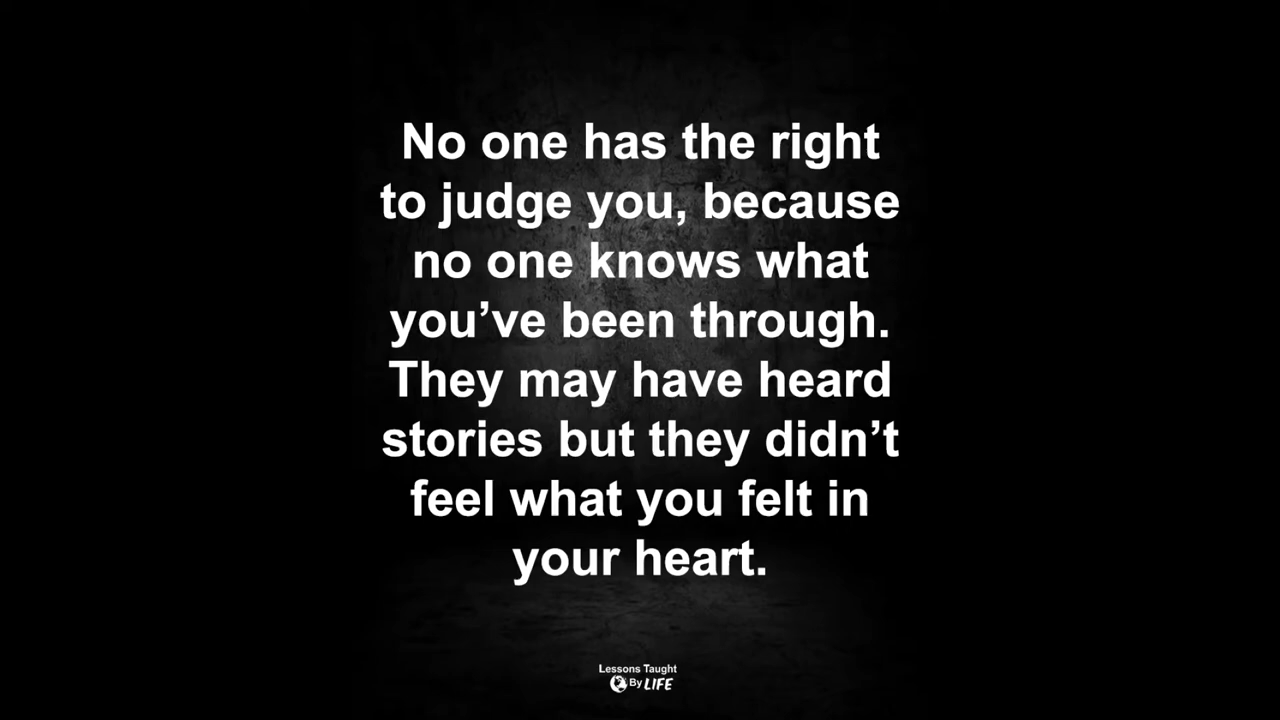 No one has the right
to judge you, because
no one knows what
you’ve been through.
They may have heard
stories but they didn’t
feel what you felt in
your heart.
Lessons Taught
By LIFE